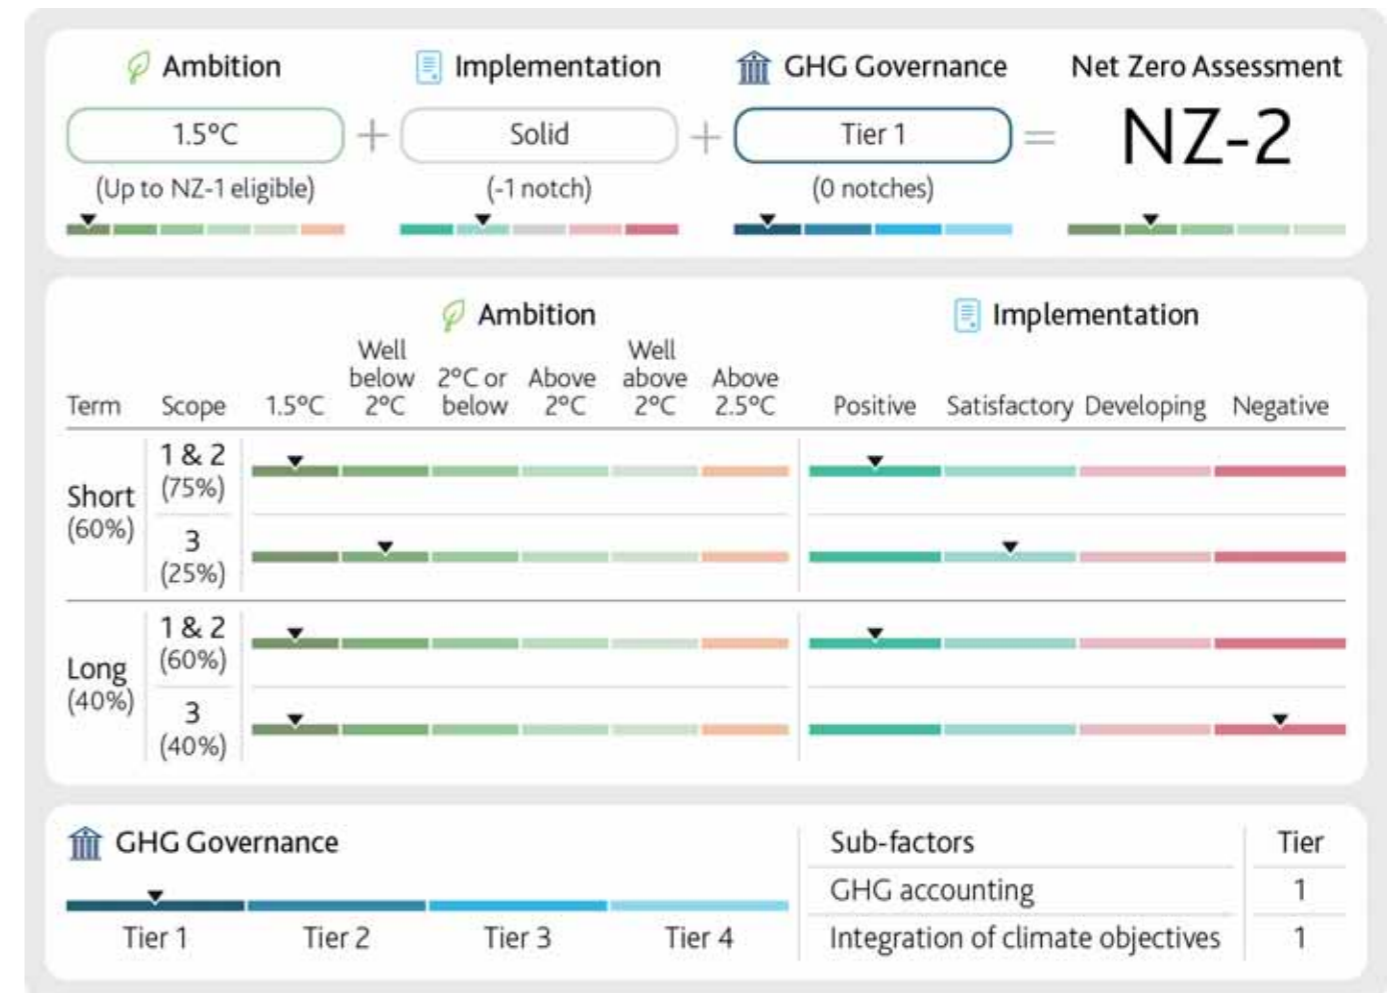 Ambition
Implementation
GHG Governance
Net Zero Assessment
1.5°C
+
Solid
+
Tier 1
=
NZ-2
(Up to NZ-1 eligible)
(-1 notch)
(0 notches)
Ambition
Implementation
Term
Scope
1.5°C
Well
below
2°C
2°C or
below
Above
2°C
Well
above
2°C
Above
2.5°C
Positive
Satisfactory
Developing
Negative
Short
(60%)
1 & 2
(75%)
3
(25%)
Long
(40%)
1 & 2
(60%)
3
(40%)
GHG Governance
Tier 1
Tier 2
Tier 3
Tier 4
Sub-factors
Tier
GHG accounting
1
Integration of climate objectives
1